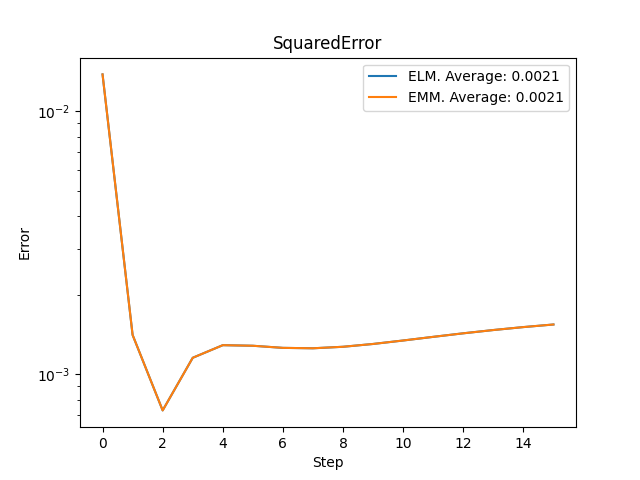 SquaredError
ELM. Average: 0.0021
EMM. Average: 0.0021
10⁻²
10⁻³
Error
0 2 4 6 8 10 12 14
Step